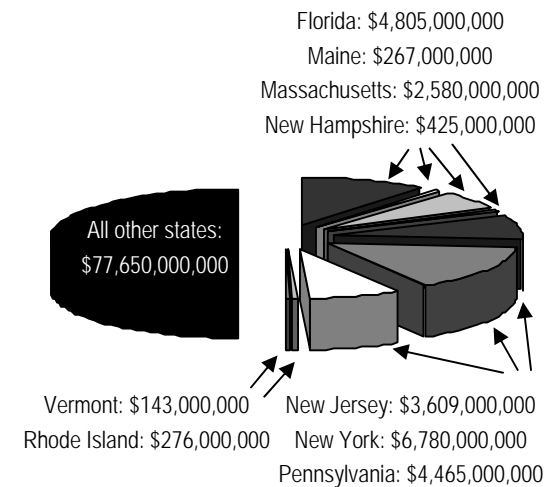 Florida: $4,805,000,000
Maine: $267,000,000
Massachusetts: $2,580,000,000
New Hampshire: $425,000,000
All other states:
$77,650,000,000
Vermont: $143,000,000
Rhode Island: $276,000,000
New Jersey: $3,609,000,000
New York: $6,780,000,000
Pennsylvania: $4,465,000,000